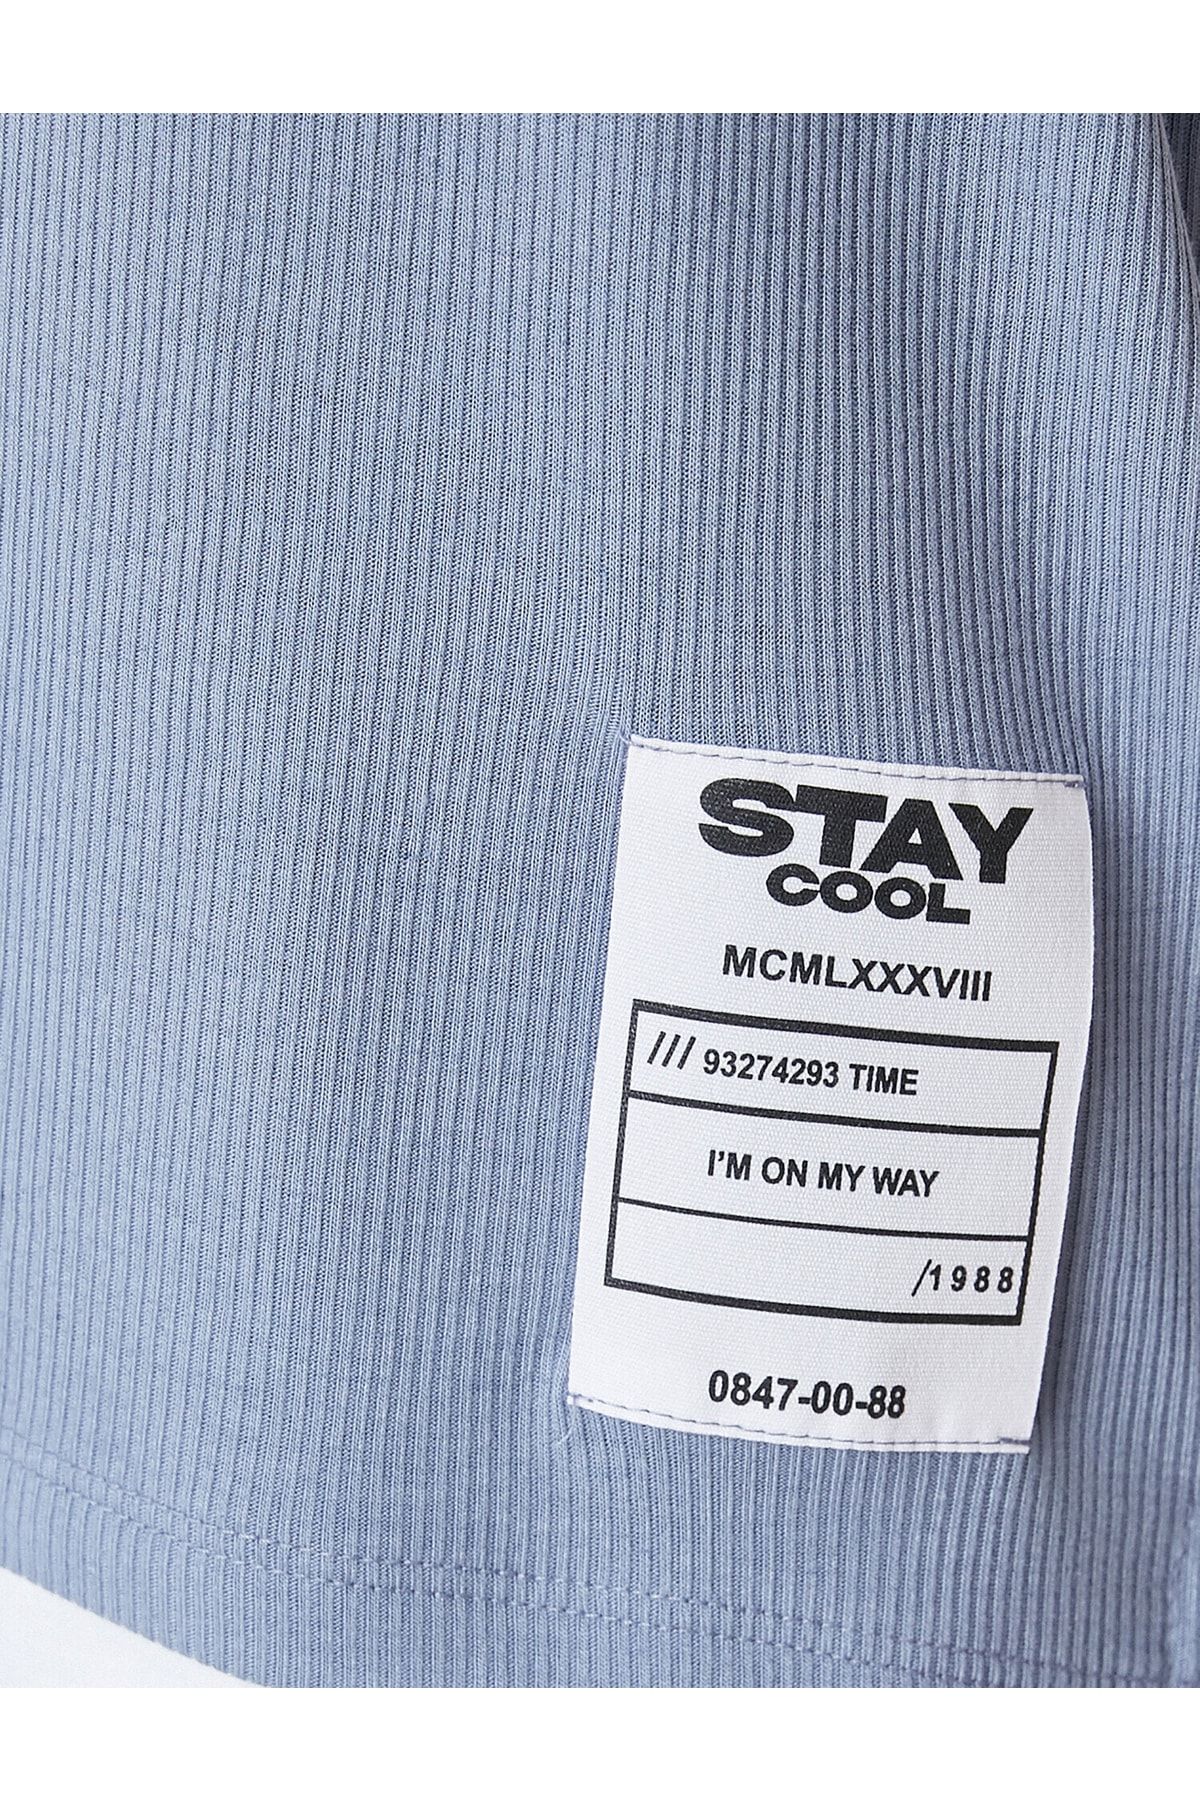 STAY
COOL
MCMLXXXVIII
/// 93274293 TIME
I'M ON MY WAY
/1988
0847-00-88